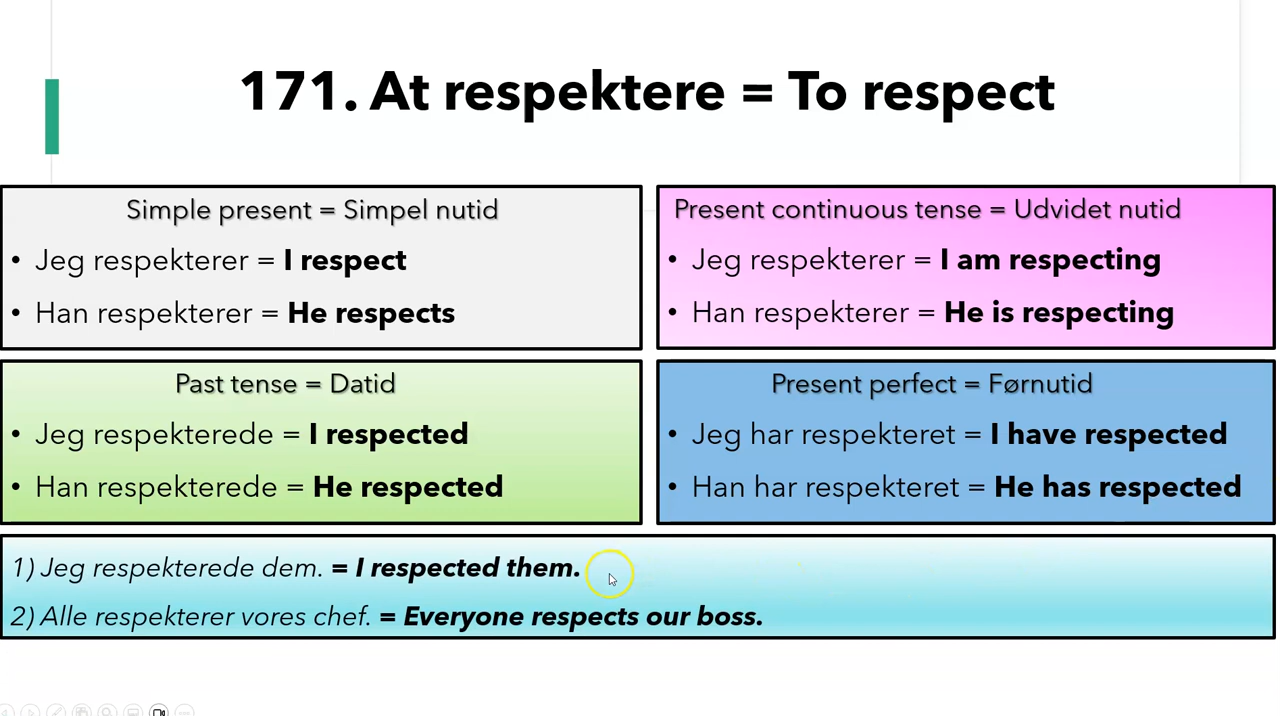 171. At respektere = To respect
Simple present = Simpel nutid
• Jeg respekterer = I respect
• Han respekterer = He respects
Present continuous tense = Udvidet nutid
• Jeg respekterer = I am respecting
• Han respekterer = He is respecting
Past tense = Datid
• Jeg respekterede = I respected
• Han respekterede = He respected
Present perfect = Førnutid
• Jeg har respekteret = I have respected
• Han har respekteret = He has respected
1) Jeg respekterede dem. = I respected them.
2) Alle respekterer vores chef. = Everyone respects our boss.